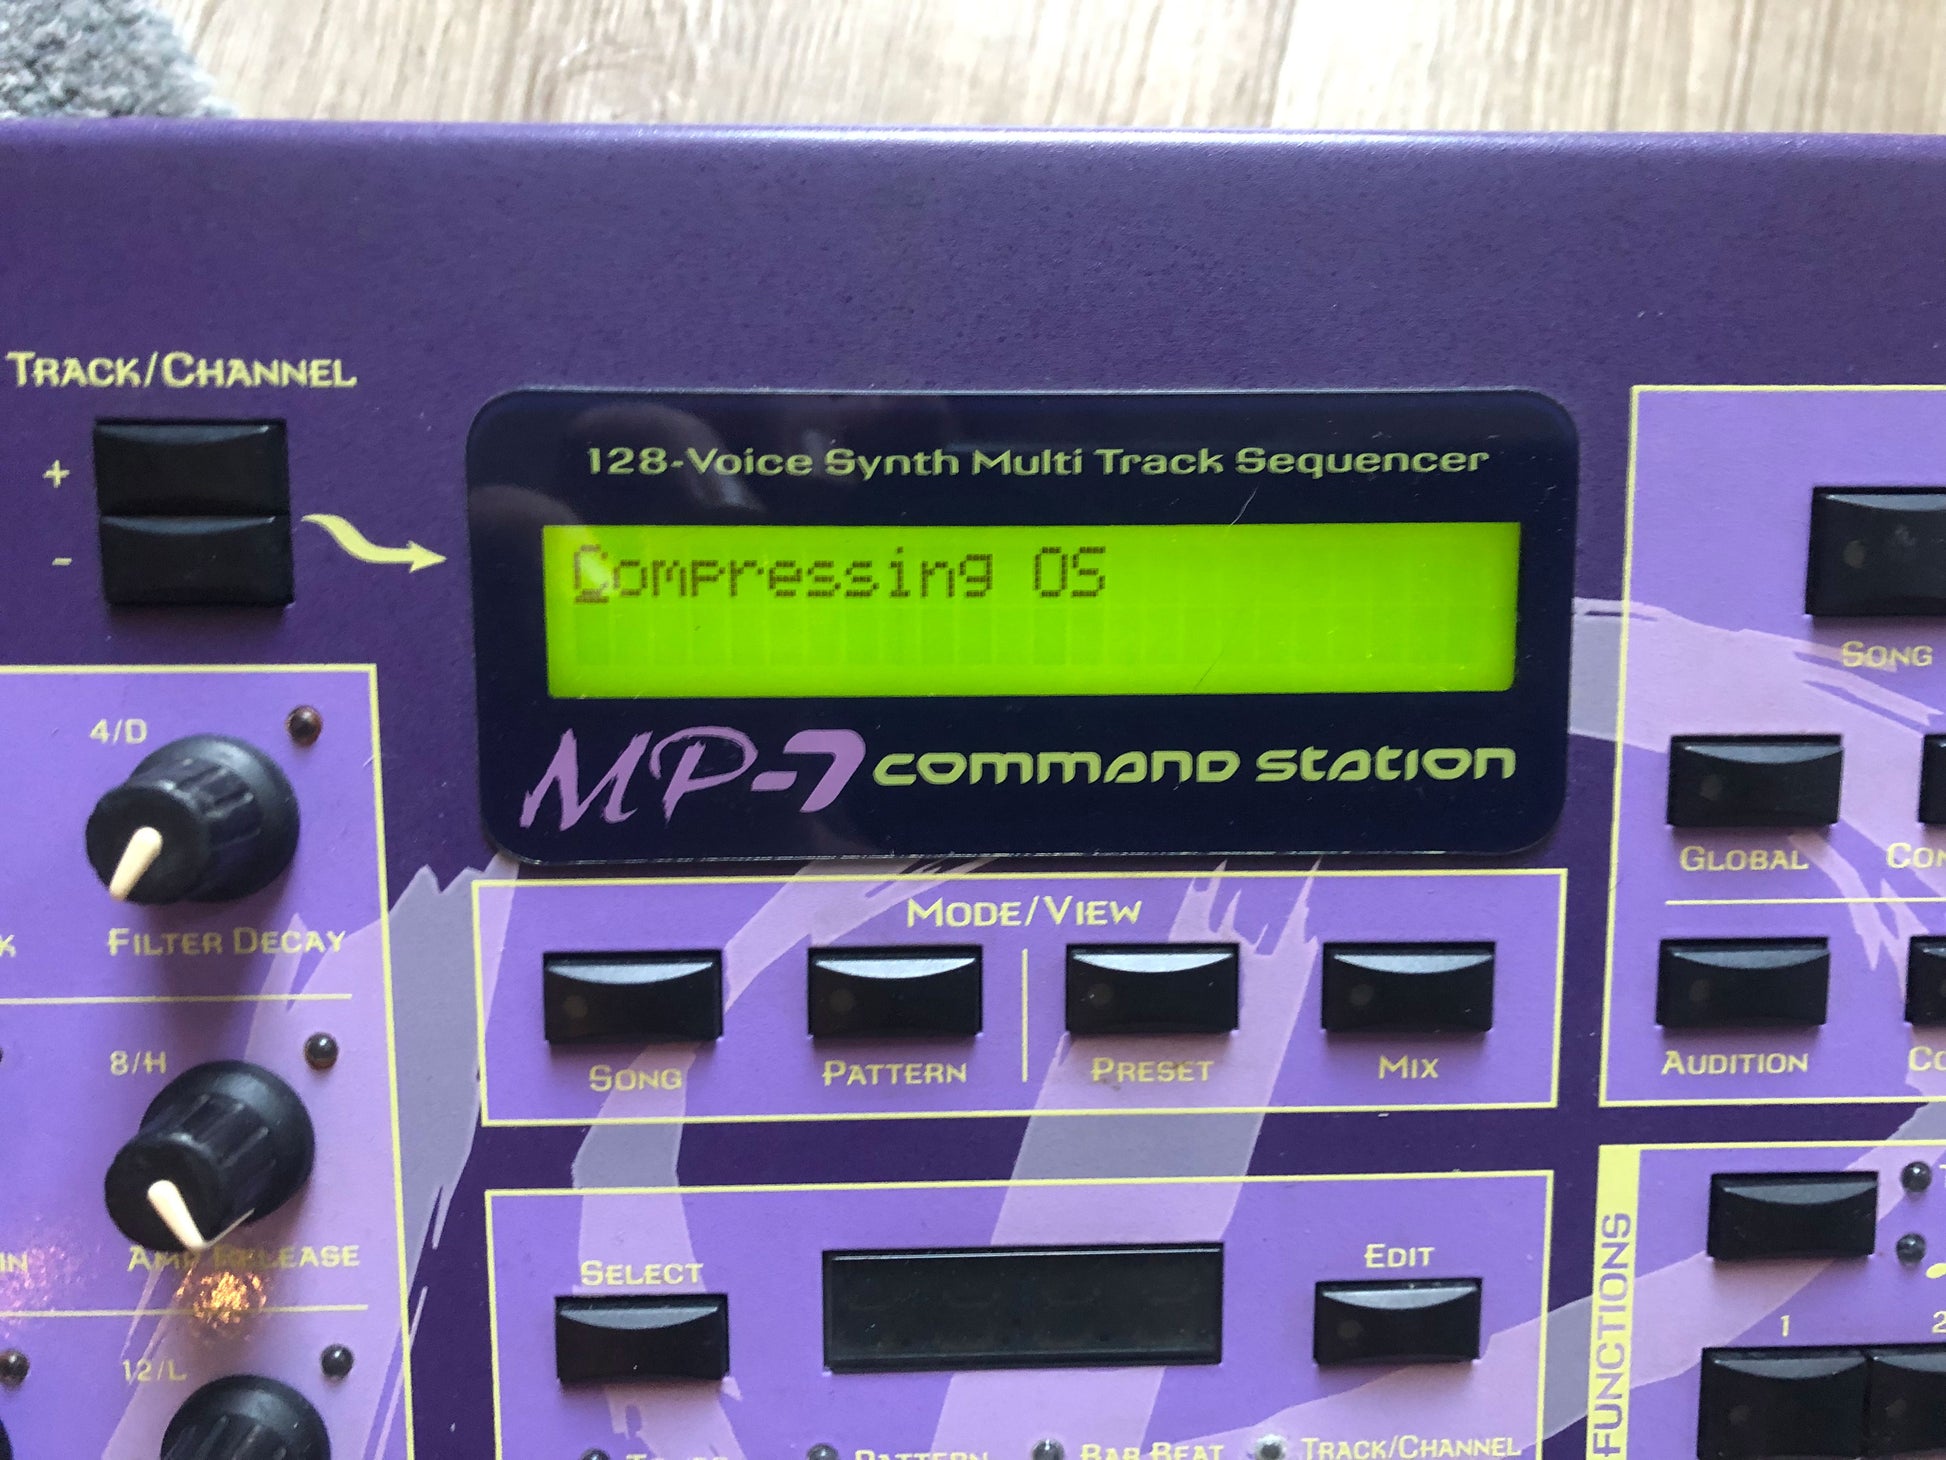 TRACK/CHANNEL
+
-
128-Voice Synth Multi Track Sequencer
Compressing OS
MP-7 COMMAND STATION
4/D
FILTER DECAY
8/H
AMP RELEASE
12/L
MODE/VIEW
SONG
PATTERN
PRESET
MIX
SELECT
EDIT
PATTERN
BAR BEAT
TRACK/CHANNEL
SONG
GLOBAL
AUDITION
FUNCTIONS
1
2